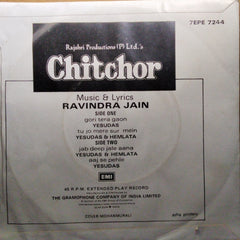 7EPE 7244
Rajshri Productions (P) Ltd.'s
Chitchor
Music & Lyrics
RAVINDRA JAIN
SIDE ONE
gori tera gaon
YESUDAS
tu jo mere sur mein
YESUDAS & HEMLATA
SIDE TWO
jab deep jale aana
YESUDAS & HEMLATA
aaj se pehle
YESUDAS
EMI
45 R.P.M. EXTENDED PLAY RECORD
THE GRAMOPHONE COMPANY OF INDIA LIMITED
COVER: MOHANMURALI